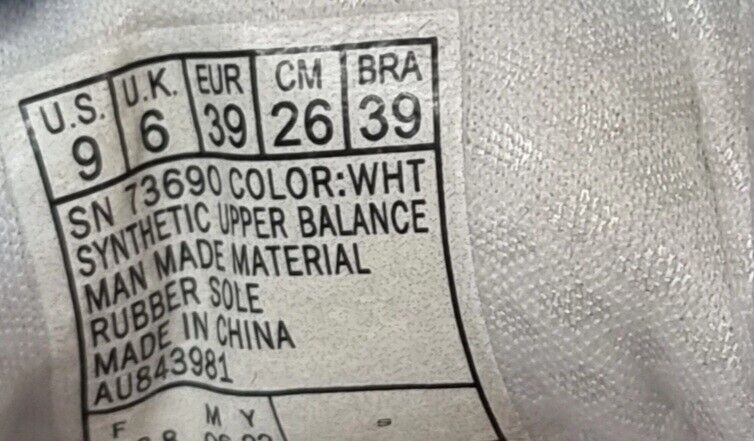 U.S. U.K. EUR CM BRA
9 6 39 26 39
SN 73690 COLOR:WHT
SYNTHETIC UPPER BALANCE
MAN MADE MATERIAL
RUBBER SOLE
MADE IN CHINA
AU843981
F M Y S